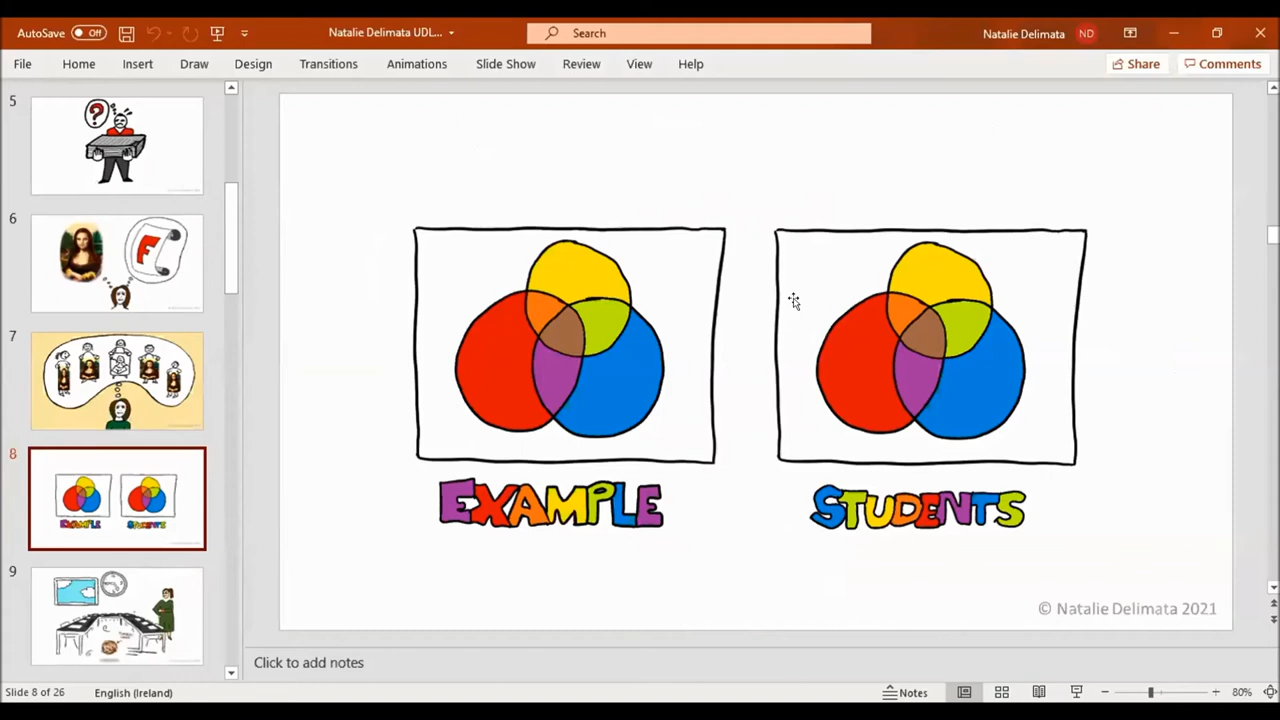 AutoSave Off Natalie Delimata UDL... Search Natalie Delimata ND
File Home Insert Draw Design Transitions Animations Slide Show Review View Help Share Comments
5
?
6
F
7
8
EXAMPLE STUDENTS
9
EXAMPLE STUDENTS
© Natalie Delimata 2021
Click to add notes
Slide 8 of 26 English (Ireland) Notes 80%